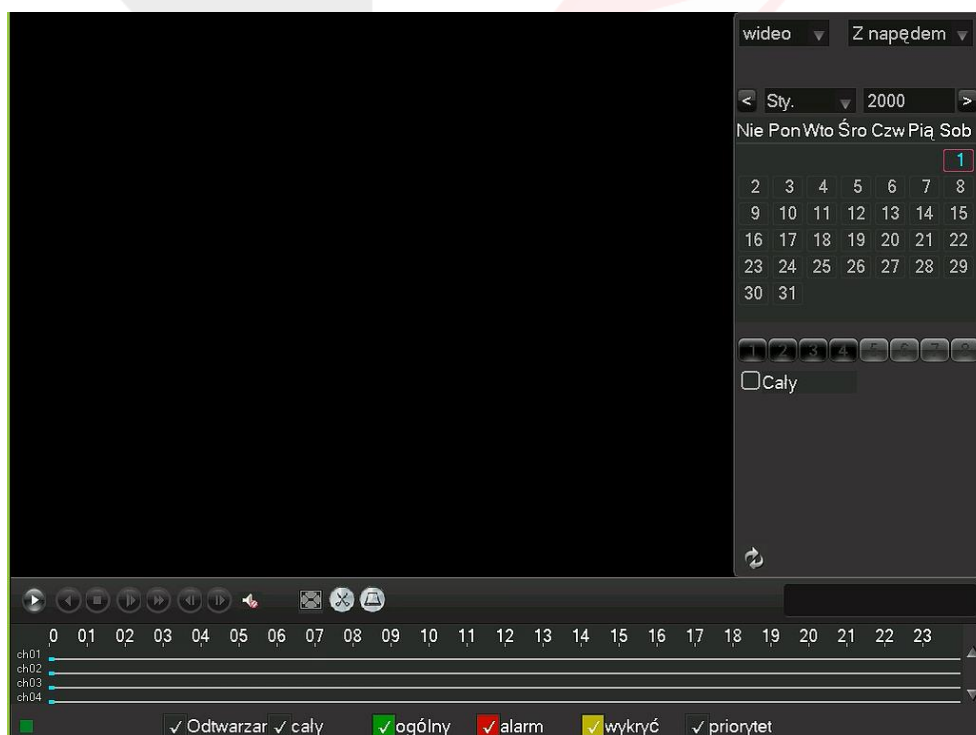 wideo Z napędem
< Sty. 2000 >
Nie Pon Wto Śro Czw Pią Sob
1
2 3 4 5 6 7 8
9 10 11 12 13 14 15
16 17 18 19 20 21 22
23 24 25 26 27 28 29
30 31
1 2 3 4 5 6 7 8
Cały
0 01 02 03 04 05 06 07 08 09 10 11 12 13 14 15 16 17 18 19 20 21 22 23
ch01
ch02
ch03
ch04
Odtwarzar cały ogólny alarm wykryć priorytet